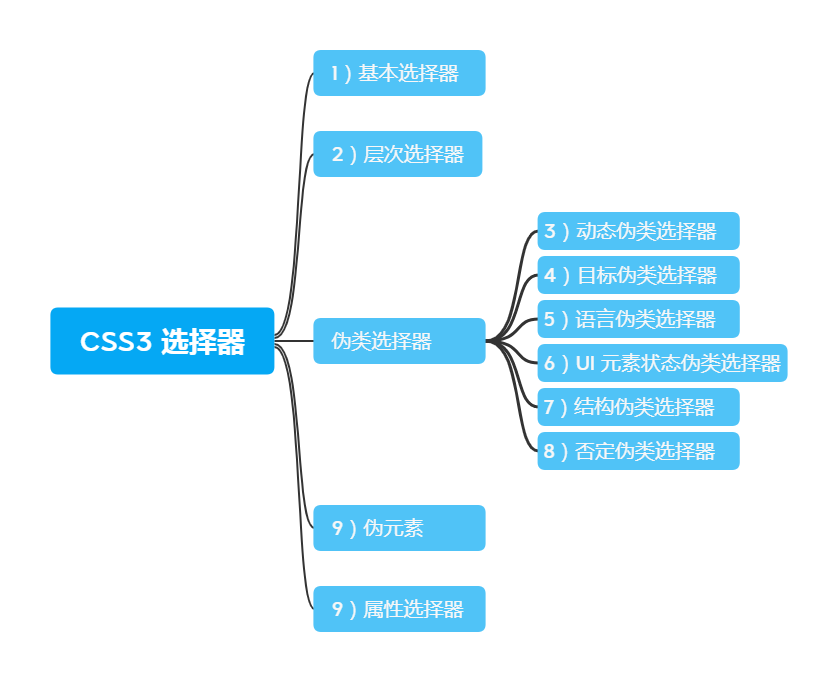 1）基本选择器
2）层次选择器
3）动态伪类选择器
4）目标伪类选择器
5）语言伪类选择器
CSS3 选择器
伪类选择器
6）UI 元素状态伪类选择器
7）结构伪类选择器
8）否定伪类选择器
9）伪元素
9）属性选择器